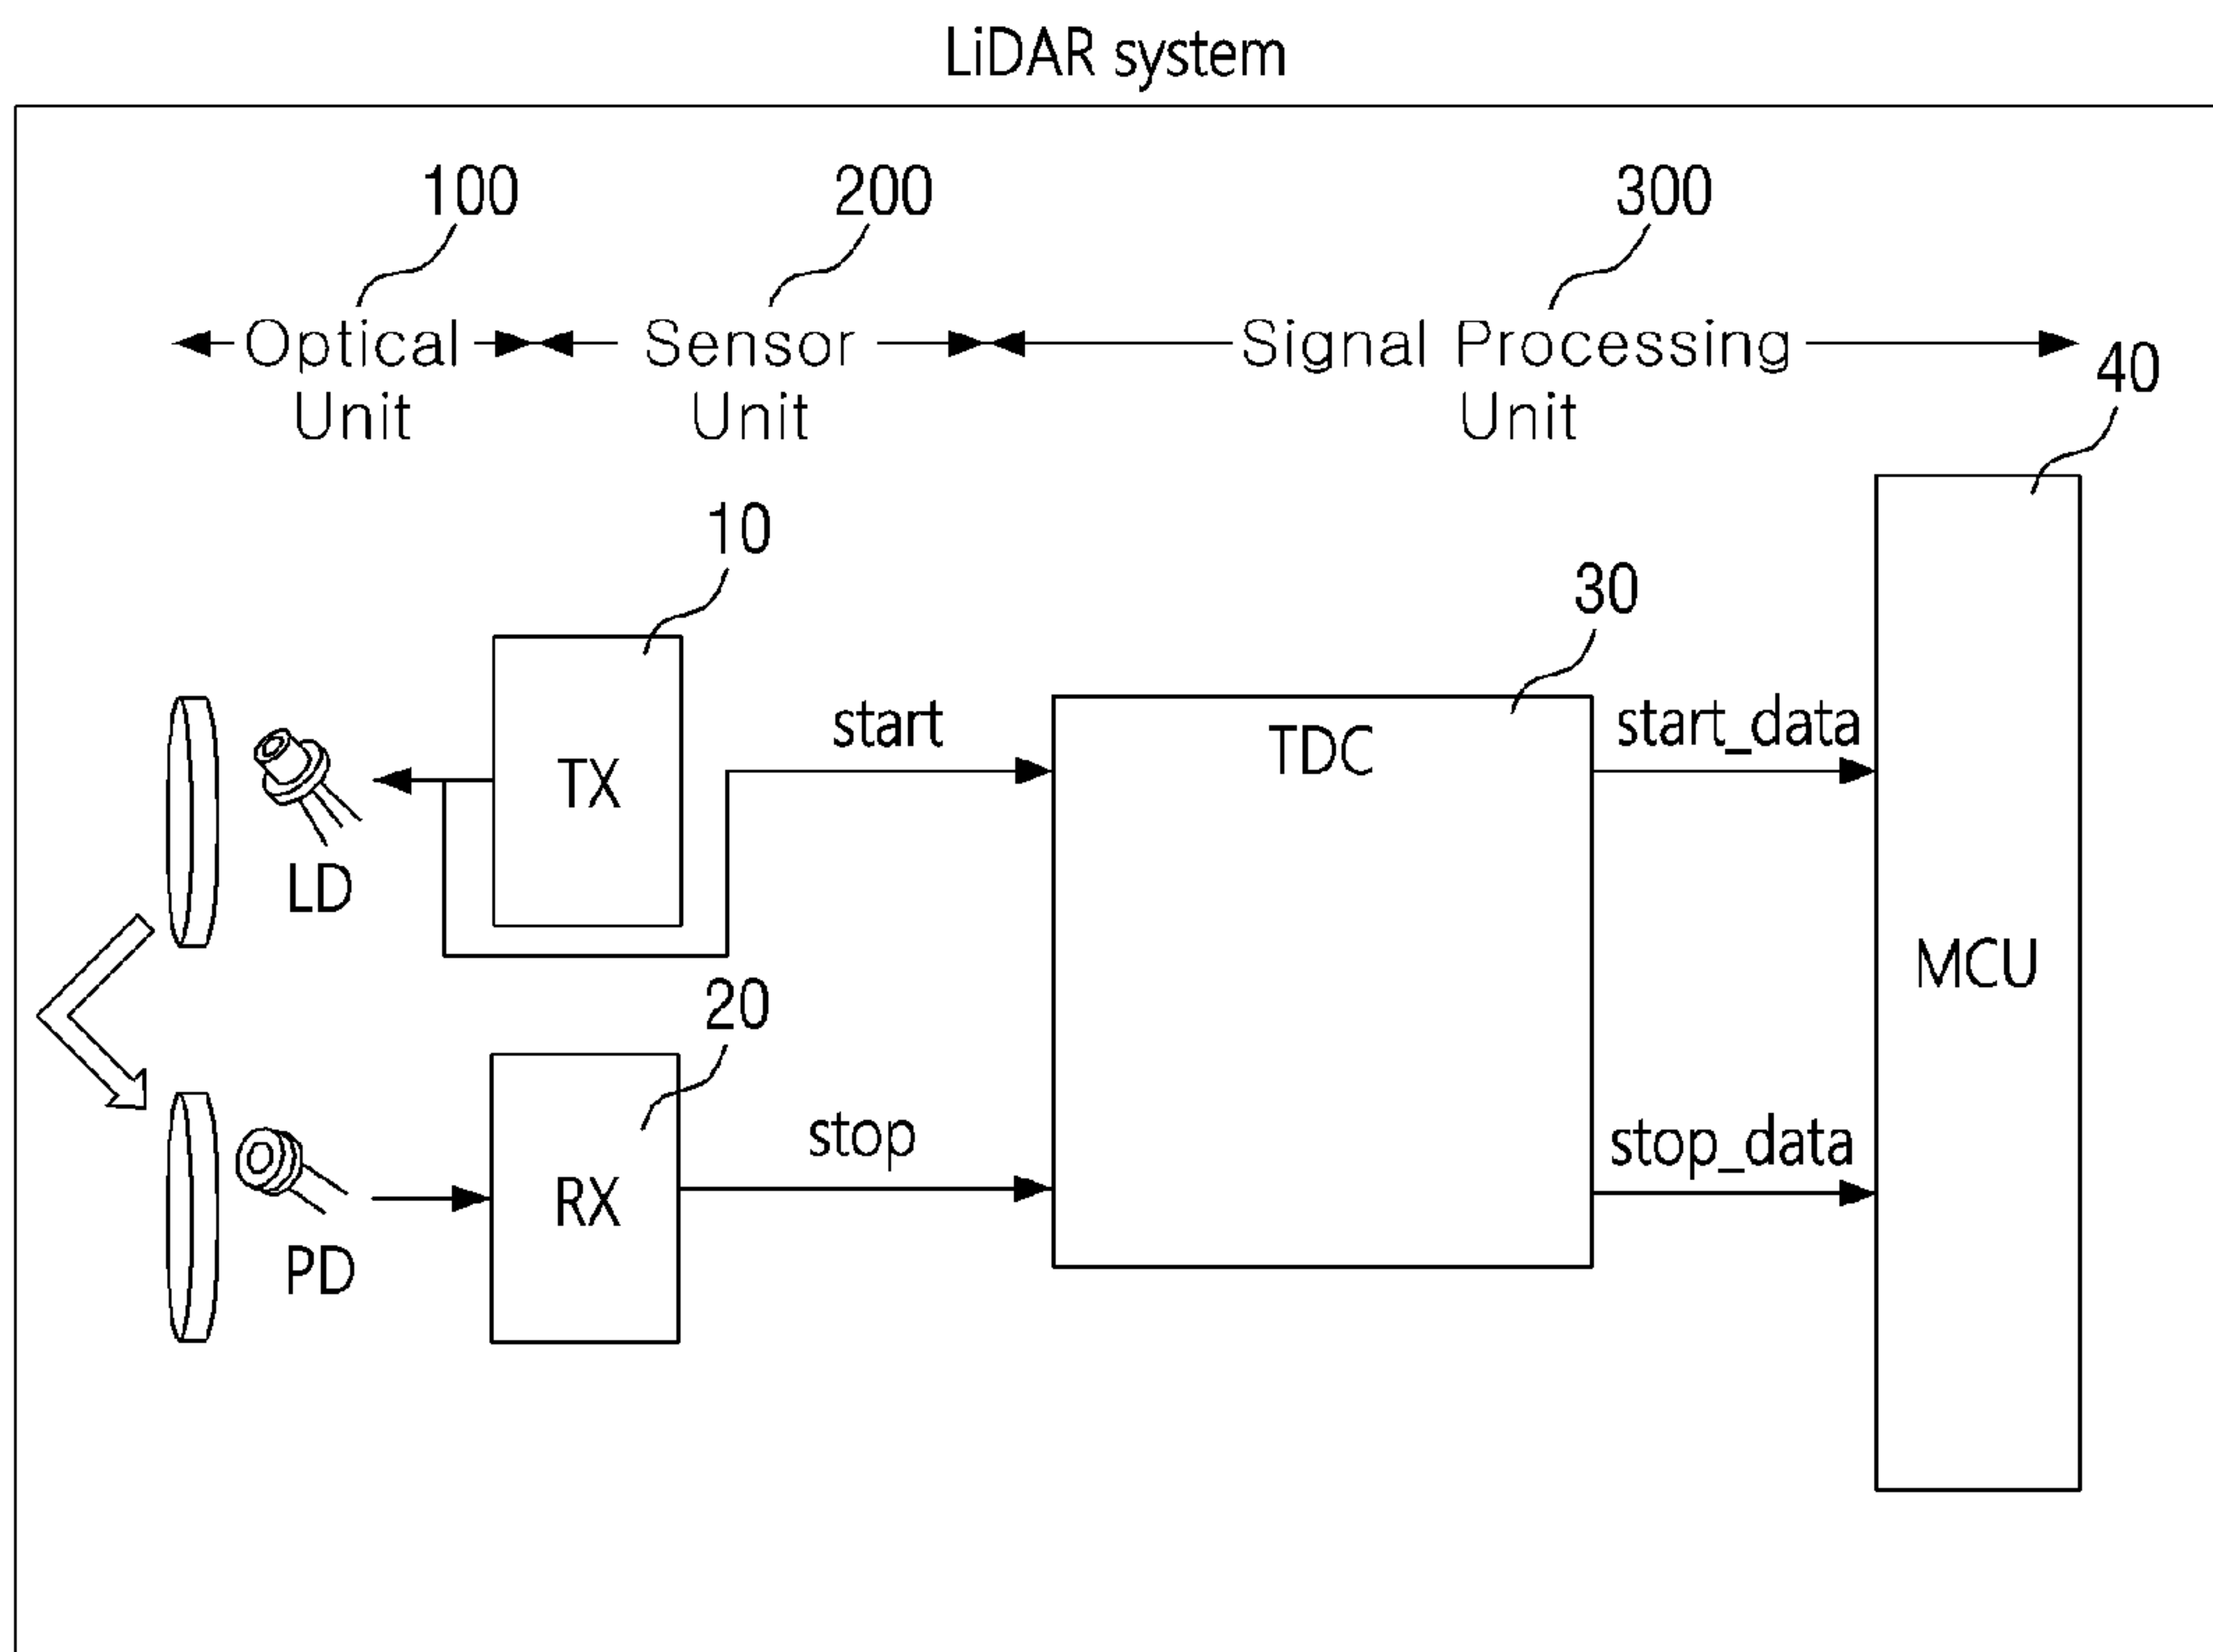 LiDAR system
100
200
300
Optical
Unit
Sensor
Unit
Signal Processing
Unit
40
10
30
TX
start
TDC
start_data
LD
MCU
20
RX
stop
stop_data
PD